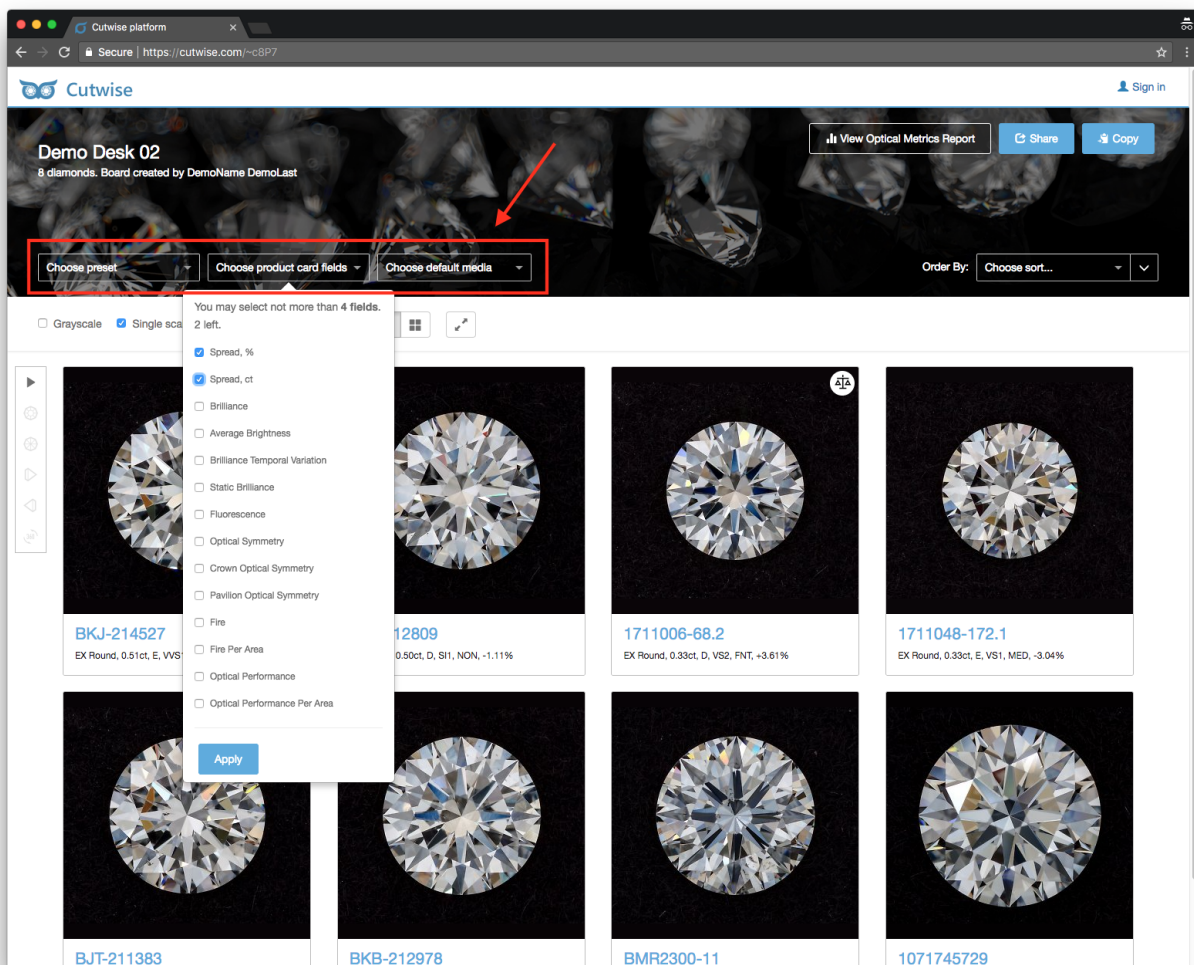 Cutwise platform
Secure | https://cutwise.com/~c8P7
Cutwise
Sign in
Demo Desk 02
8 diamonds. Board created by DemoName DemoLast
View Optical Metrics Report
Share
Copy
Choose preset
Choose product card fields
Choose default media
Order By:
Choose sort...
You may select not more than 4 fields.
2 left.
Grayscale
Single sca
Spread, %
Spread, ct
Brilliance
Average Brightness
Brilliance Temporal Variation
Static Brilliance
Fluorescence
Optical Symmetry
Crown Optical Symmetry
Pavilion Optical Symmetry
Fire
Fire Per Area
Optical Performance
Optical Performance Per Area
Apply
BKJ-214527
EX Round, 0.51ct, E, VVS
12809
0.50ct, D, SI1, NON, -1.11%
1711006-68.2
EX Round, 0.33ct, D, VS2, FNT, +3.61%
1711048-172.1
EX Round, 0.33ct, E, VS1, MED, -3.04%
BJT-211383
BKB-212978
BMR2300-11
1071745729